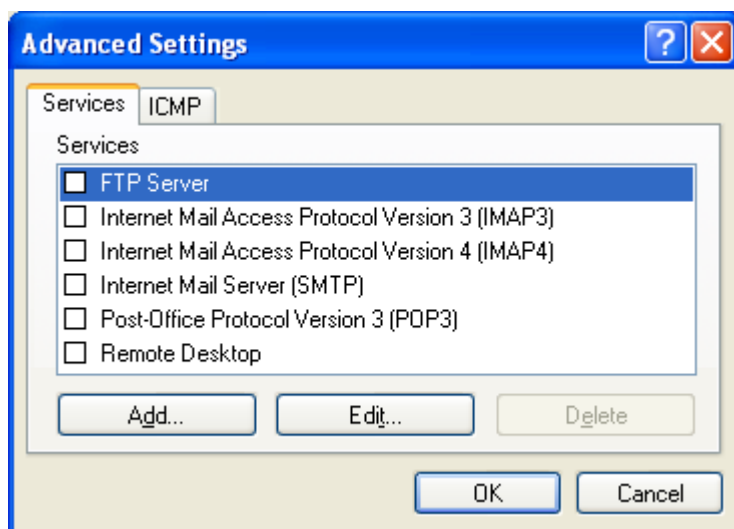 Advanced Settings
Services ICMP
Services
FTP Server
Internet Mail Access Protocol Version 3 (IMAP3)
Internet Mail Access Protocol Version 4 (IMAP4)
Internet Mail Server (SMTP)
Post-Office Protocol Version 3 (POP3)
Remote Desktop
Add... Edit... Delete
OK Cancel